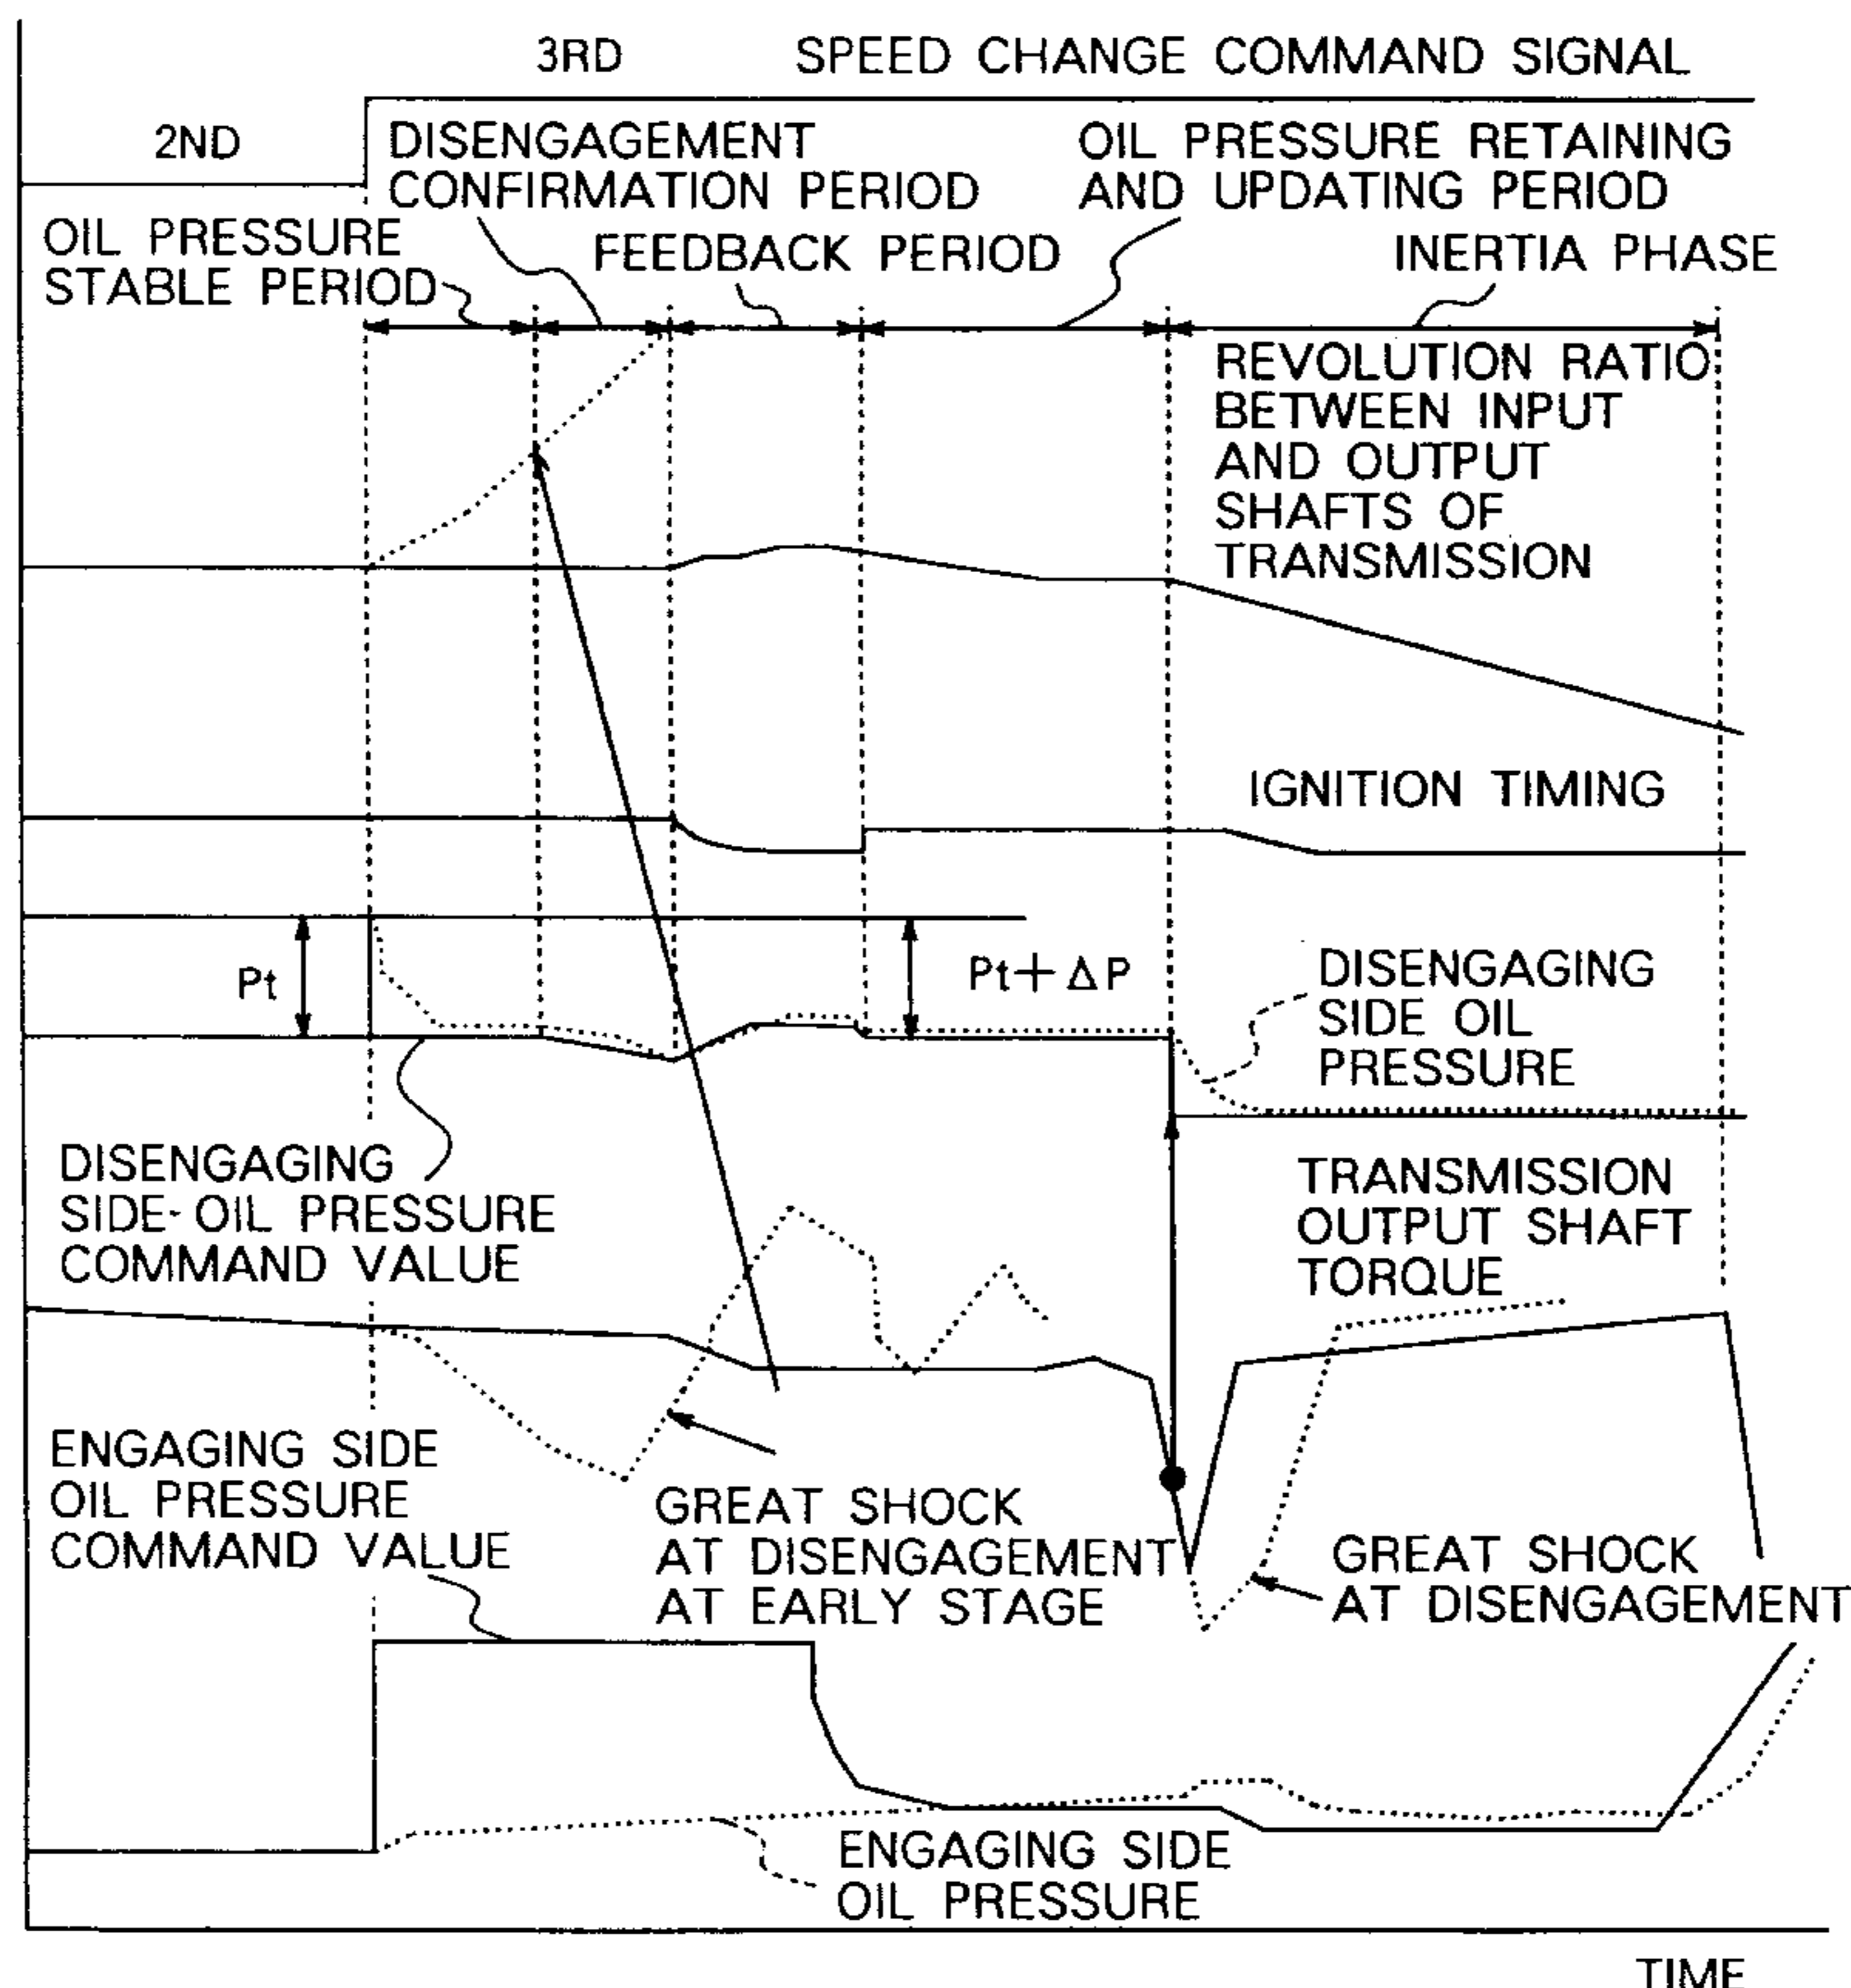 3RD
SPEED CHANGE COMMAND SIGNAL
2ND
DISENGAGEMENT
CONFIRMATION PERIOD
OIL PRESSURE RETAINING
AND UPDATING PERIOD
OIL PRESSURE
STABLE PERIOD
FEEDBACK PERIOD
INERTIA PHASE
REVOLUTION RATIO
BETWEEN INPUT
AND OUTPUT
SHAFTS OF
TRANSMISSION
IGNITION TIMING
Pt
Pt+ΔP
DISENGAGING
SIDE OIL
PRESSURE
DISENGAGING
SIDE-OIL PRESSURE
COMMAND VALUE
TRANSMISSION
OUTPUT SHAFT
TORQUE
ENGAGING SIDE
OIL PRESSURE
COMMAND VALUE
GREAT SHOCK
AT DISENGAGEMENT
AT EARLY STAGE
GREAT SHOCK
AT DISENGAGEMENT
ENGAGING SIDE
OIL PRESSURE
TIME